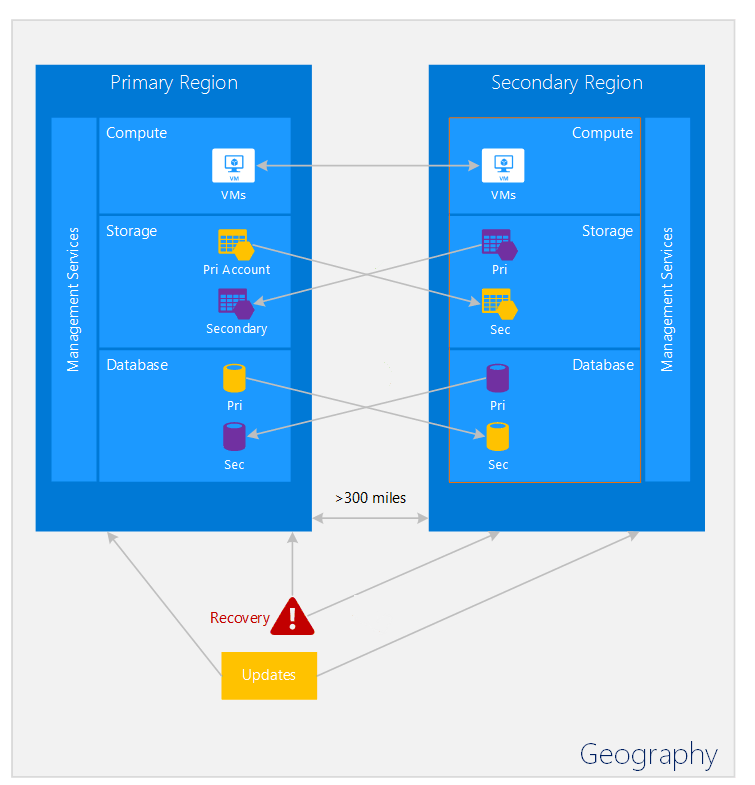 Primary Region
Management Services
Compute
VM
VMs
Storage
Pri Account
Secondary
Database
Pri
Sec
Secondary Region
Compute
VM
VMs
Storage
Pri
Sec
Database
Pri
Sec
Management Services
>300 miles
Recovery
!
Updates
Geography